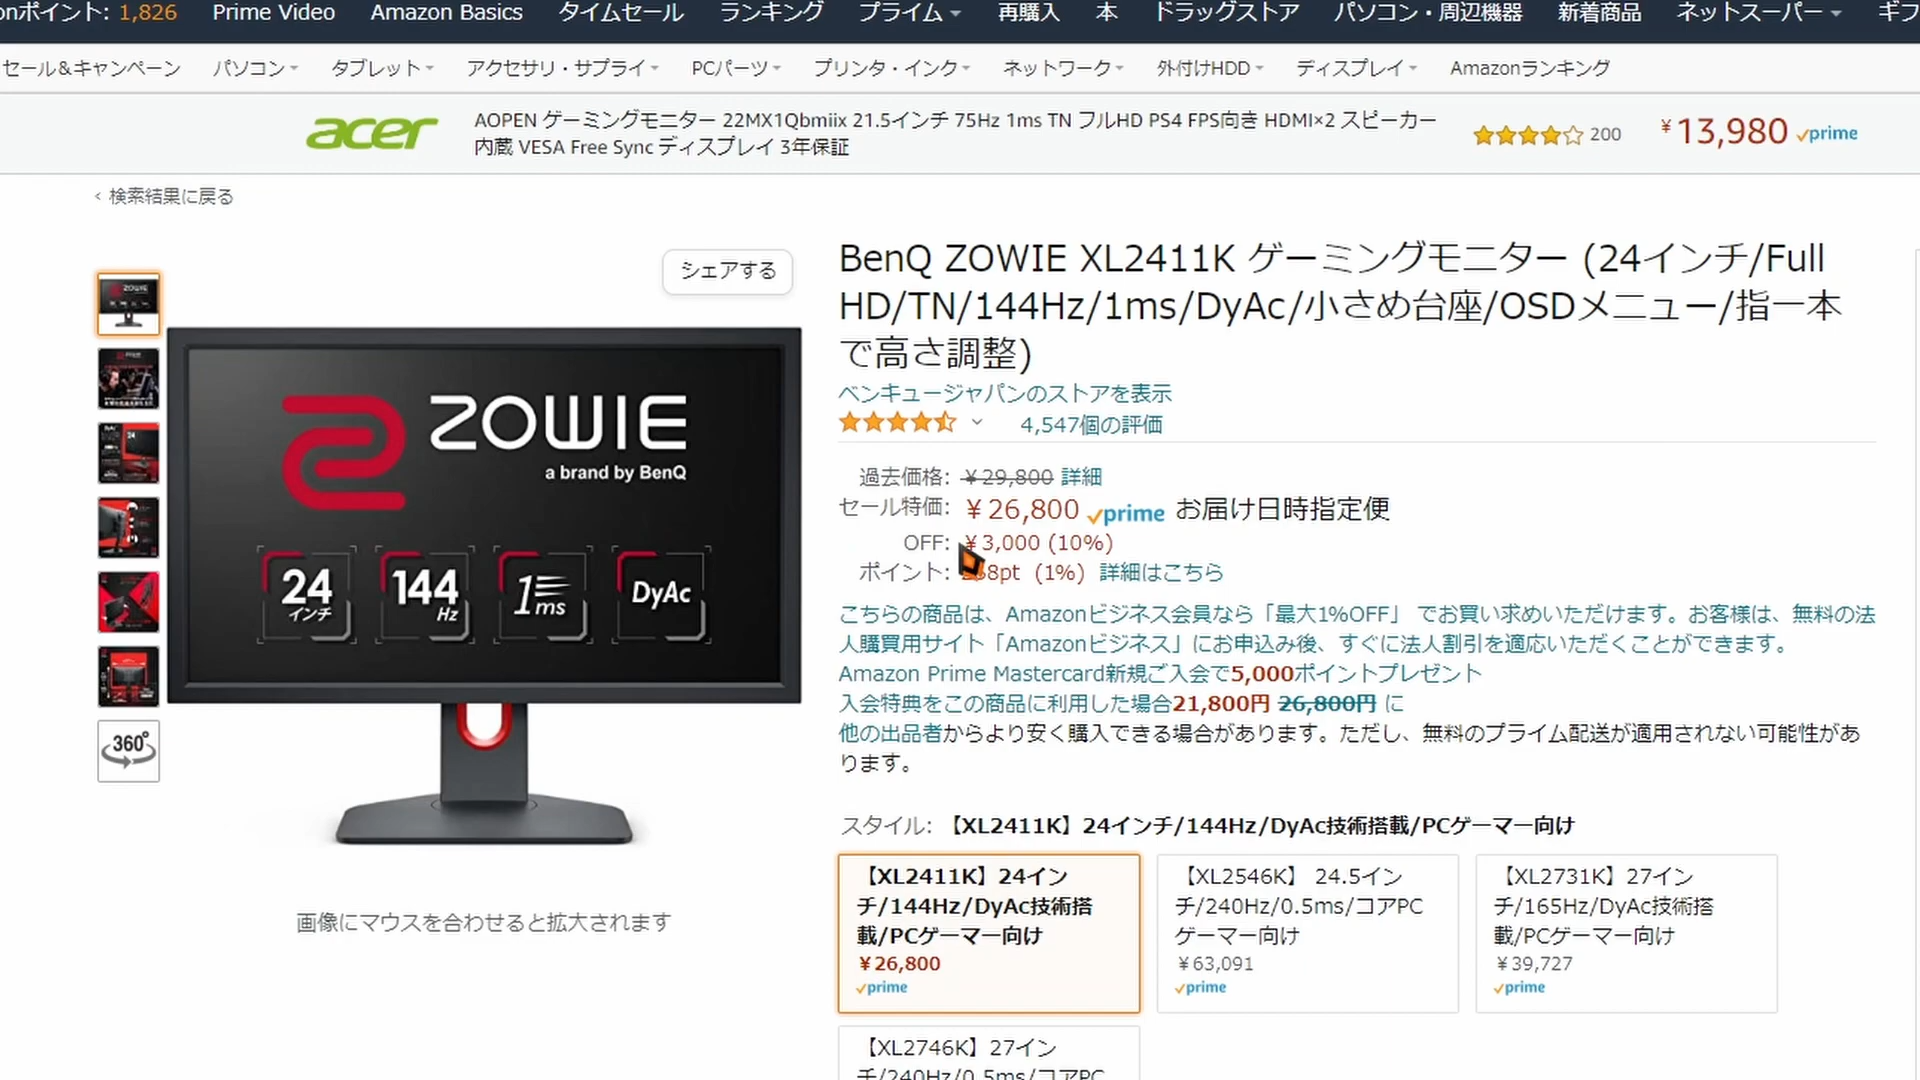 nポイント: 1,826 Prime Video Amazon Basics タイムセール ランキング プライム 再購入 本 ドラッグストア パソコン・周辺機器 新着商品 ネットスーパー ギフ
セール＆キャンペーン パソコン タブレット アクセサリ・サプライ PCパーツ プリンタ・インク ネットワーク 外付けHDD ディスプレイ Amazonランキング
acer
AOPEN ゲーミングモニター 22MX1Qbmiix 21.5インチ 75Hz 1ms TN フルHD PS4 FPS向き HDMI×2 スピーカー
内蔵 VESA Free Sync ディスプレイ 3年保証
200
¥13,980 prime
‹ 検索結果に戻る
シェアする
ZOWIE
a brand by BenQ
24 インチ
144 Hz
1ms
DyAc
360°
画像にマウスを合わせると拡大されます
BenQ ZOWIE XL2411K ゲーミングモニター (24インチ/Full
HD/TN/144Hz/1ms/DyAc/小さめ台座/OSDメニュー/指一本
で高さ調整)
ベンキュージャパンのストアを表示
4,547個の評価
過去価格: ￥29,800 詳細
セール特価: ￥26,800 prime お届け日時指定便
OFF: ￥3,000 (10%)
ポイント: 8pt (1%) 詳細はこちら
こちらの商品は、Amazonビジネス会員なら「最大1%OFF」 でお買い求めいただけます。お客様は、無料の法
人購買用サイト「Amazonビジネス」にお申込み後、すぐに法人割引を適応いただくことができます。
Amazon Prime Mastercard新規ご入会で5,000ポイントプレゼント
入会特典をこの商品に利用した場合21,800円 26,800円 に
他の出品者からより安く購入できる場合があります。ただし、無料のプライム配送が適用されない可能性があ
ります。
スタイル: 【XL2411K】24インチ/144Hz/DyAc技術搭載/PCゲーマー向け
【XL2411K】24イン
チ/144Hz/DyAc技術搭
載/PCゲーマー向け
￥26,800
prime
【XL2546K】 24.5イン
チ/240Hz/0.5ms/コアPC
ゲーマー向け
￥63,091
prime
【XL2731K】27イン
チ/165Hz/DyAc技術搭
載/PCゲーマー向け
￥39,727
prime
【XL2746K】27イン
チ/240Hz/0.5ms/コアPC